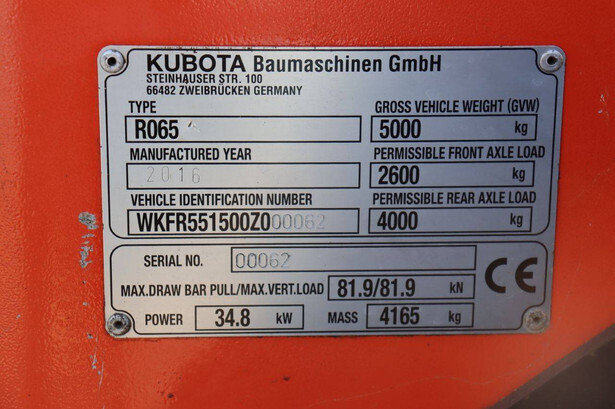 KUBOTA Baumaschinen GmbH
STEINHAUSER STR. 100
66482 ZWEIBRÜCKEN GERMANY
TYPE
R065
MANUFACTURED YEAR
2016
VEHICLE IDENTIFICATION NUMBER
WKFR551500Z000062
GROSS VEHICLE WEIGHT (GVW)
5000 kg
PERMISSIBLE FRONT AXLE LOAD
2600 kg
PERMISSIBLE REAR AXLE LOAD
4000 kg
SERIAL NO. 00062
MAX.DRAW BAR PULL/MAX.VERT.LOAD 81.9/81.9 kN
POWER 34.8 kW MASS 4165 kg
CE